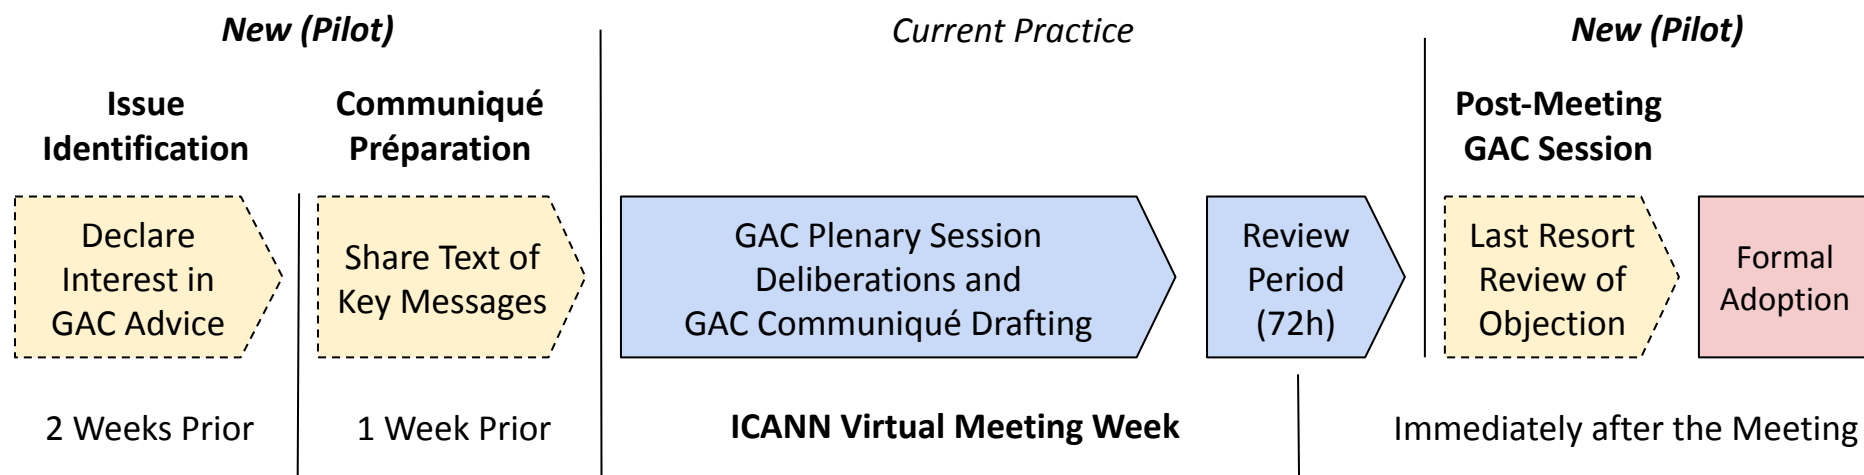 New (Pilot)
Current Practice
New (Pilot)
Issue
Identification
Communiqué
Préparation
Post-Meeting
GAC Session
Declare
Interest in
GAC Advice
Share Text of
Key Messages
GAC Plenary Session
Deliberations and
GAC Communiqué Drafting
Review
Period
(72h)
Last Resort
Review of
Objection
Formal
Adoption
2 Weeks Prior
1 Week Prior
ICANN Virtual Meeting Week
Immediately after the Meeting